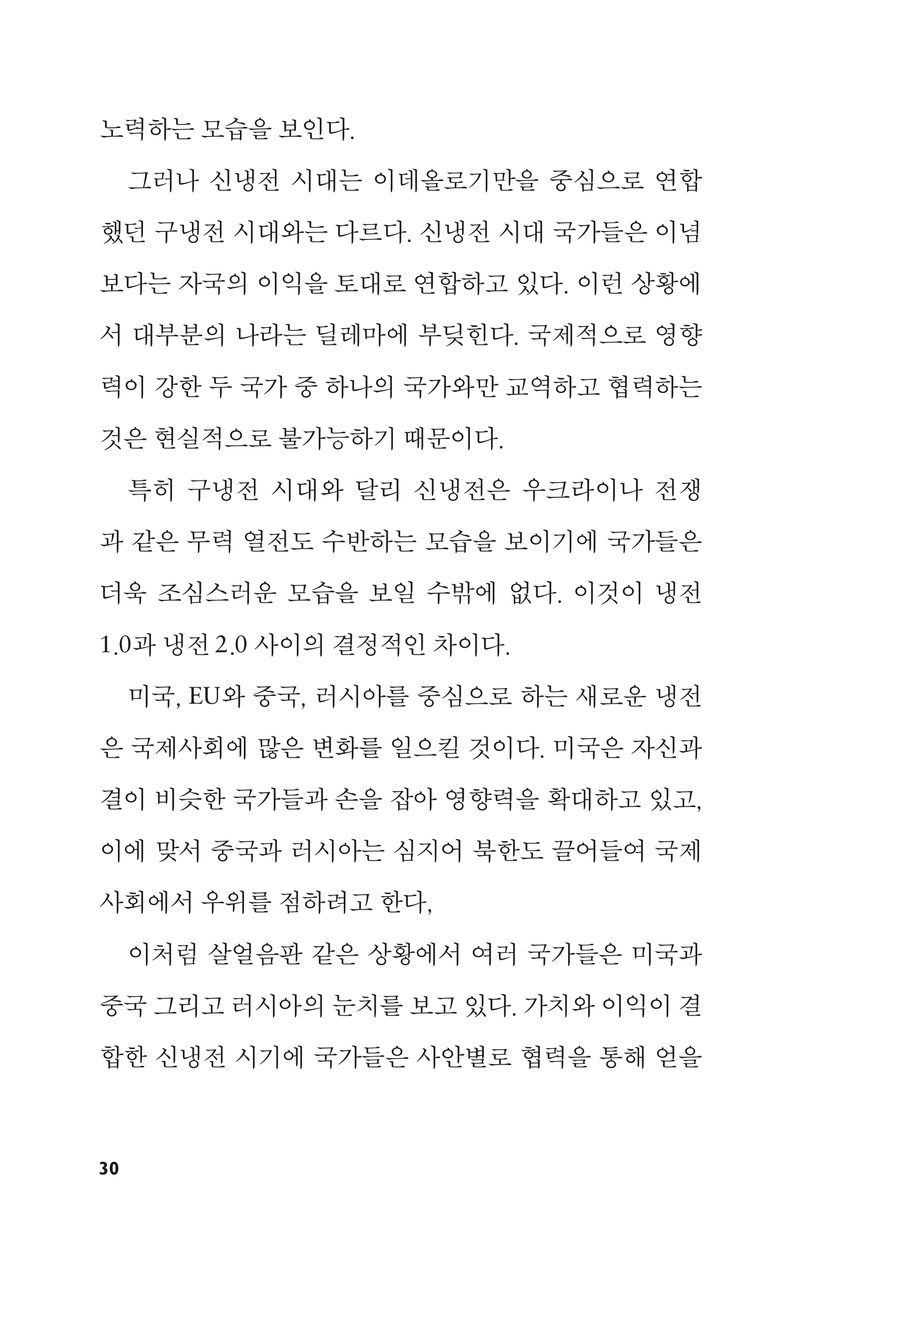 노력하는 모습을 보인다.
그러나 신냉전 시대는 이데올로기만을 중심으로 연합
했던 구냉전 시대와는 다르다. 신냉전 시대 국가들은 이념
보다는 자국의 이익을 토대로 연합하고 있다. 이런 상황에
서 대부분의 나라는 딜레마에 부딪힌다. 국제적으로 영향
력이 강한 두 국가 중 하나의 국가와만 교역하고 협력하는
것은 현실적으로 불가능하기 때문이다.
특히 구냉전 시대와 달리 신냉전은 우크라이나 전쟁
과 같은 무력 열전도 수반하는 모습을 보이기에 국가들은
더욱 조심스러운 모습을 보일 수밖에 없다. 이것이 냉전
1.0과 냉전 2.0 사이의 결정적인 차이다.
미국, EU와 중국, 러시아를 중심으로 하는 새로운 냉전
은 국제사회에 많은 변화를 일으킬 것이다. 미국은 자신과
결이 비슷한 국가들과 손을 잡아 영향력을 확대하고 있고,
이에 맞서 중국과 러시아는 심지어 북한도 끌어들여 국제
사회에서 우위를 점하려고 한다,
이처럼 살얼음판 같은 상황에서 여러 국가들은 미국과
중국 그리고 러시아의 눈치를 보고 있다. 가치와 이익이 결
합한 신냉전 시기에 국가들은 사안별로 협력을 통해 얻을
30